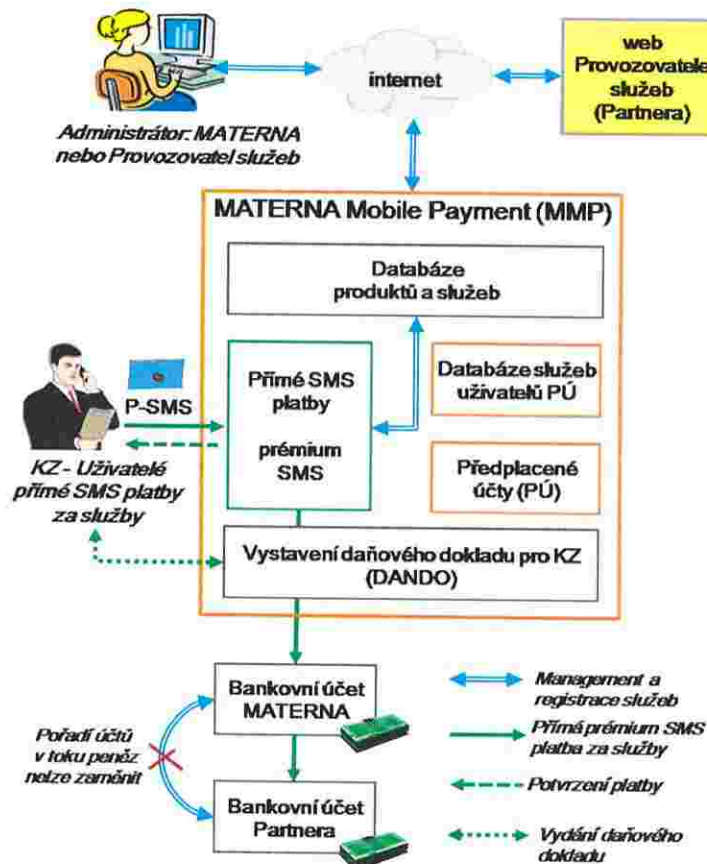 web
Provozovatele
služeb
(Partnera)
internet
Administrátor: MATERNA
nebo Provozovatel služeb
MATERNA Mobile Payment (MMP)
Databáze
produktů a služeb
Přímé SMS
platby
prémium
SMS
Databáze služeb
uživatelů PÚ
Předplacené
účty (PÚ)
P-SMS
KZ - Uživatelé
přímé SMS platby
za služby
Vystavení daňového dokladu pro KZ
(DANDO)
Bankovní účet
MATERNA
Pořadí účtů
v toku peněz
nelze zaměnit
Bankovní účet
Partnera
Management a
registrace služeb
Přímá prémium SMS
platba za služby
Potvrzení platby
Vydání daňového
dokladu